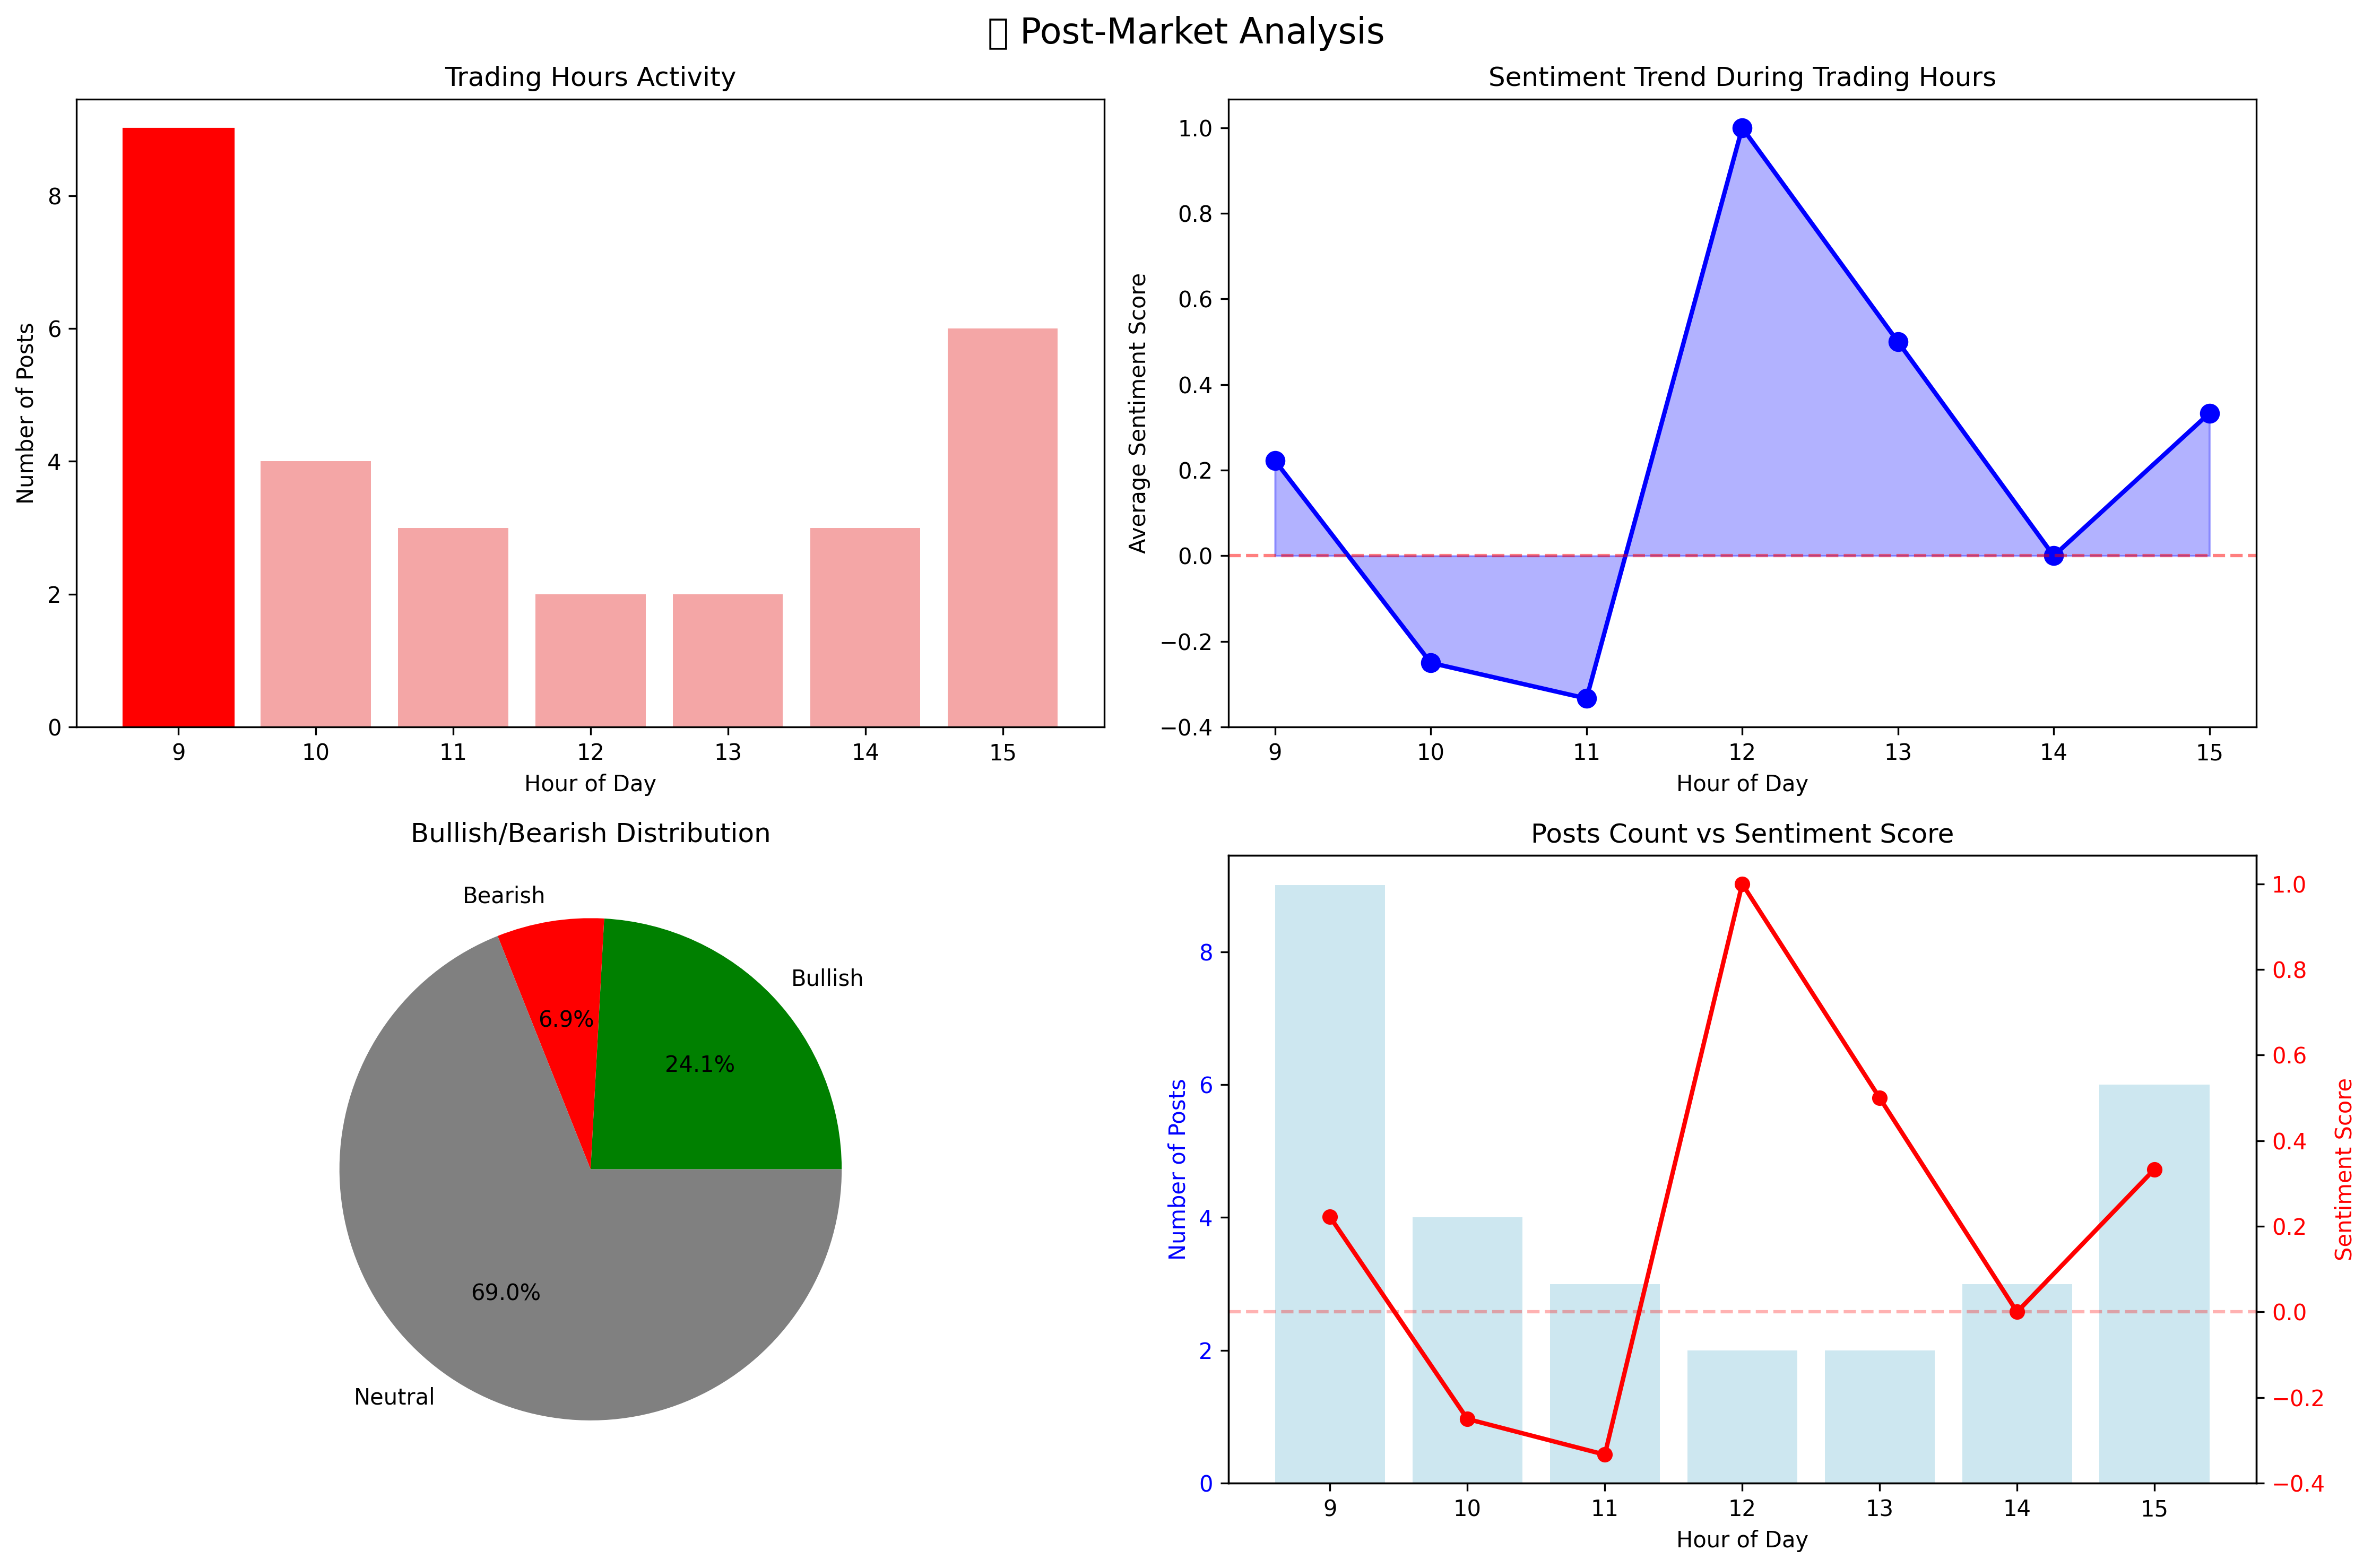 ▯ Post-Market Analysis
Trading Hours Activity
Number of Posts
8
6
4
2
0
9 10 11 12 13 14 15
Hour of Day
Sentiment Trend During Trading Hours
Average Sentiment Score
1.0
0.8
0.6
0.4
0.2
0.0
−0.2
−0.4
9 10 11 12 13 14 15
Hour of Day
Bullish/Bearish Distribution
Bearish
Bullish
6.9%
24.1%
69.0%
Neutral
Posts Count vs Sentiment Score
Number of Posts
8
6
4
2
0
1.0
0.8
0.6
0.4
0.2
0.0
−0.2
−0.4
Sentiment Score
9 10 11 12 13 14 15
Hour of Day